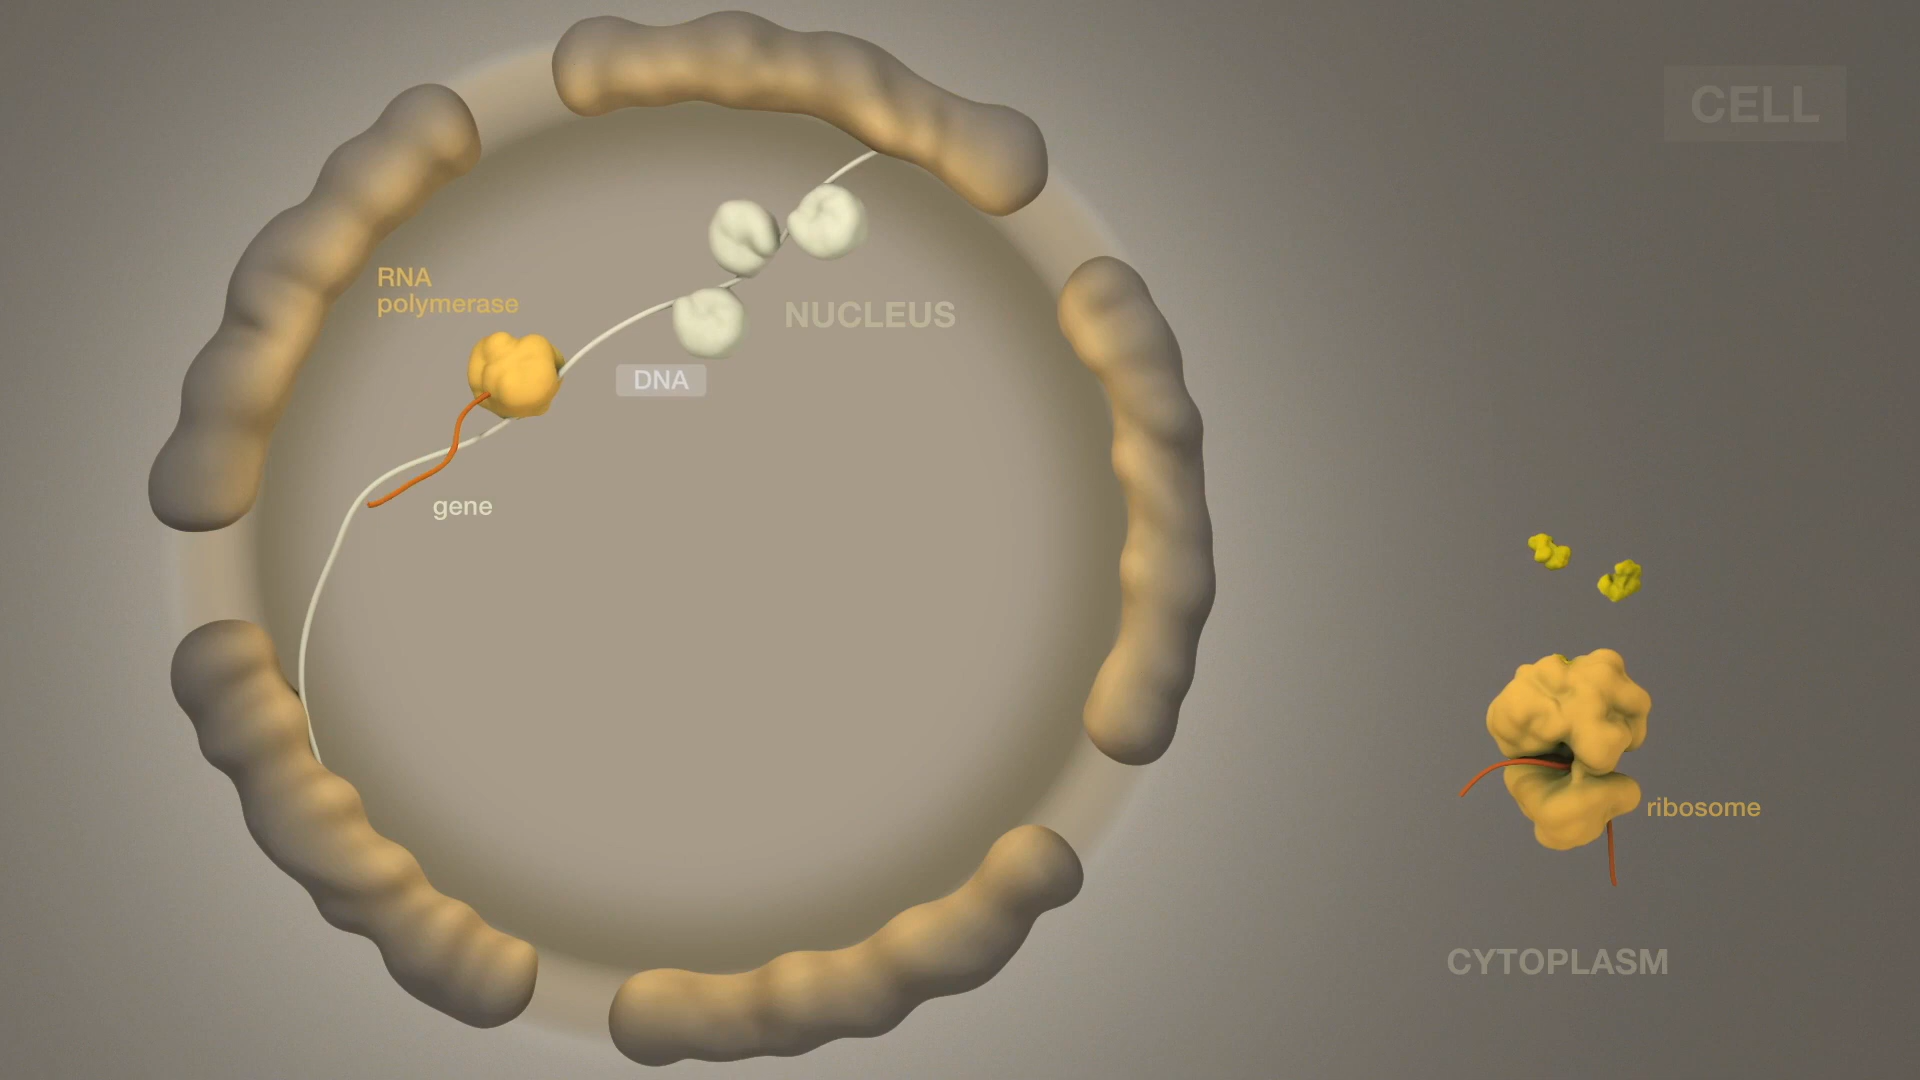 CELL
RNA
polymerase
NUCLEUS
DNA
gene
ribosome
CYTOPLASM